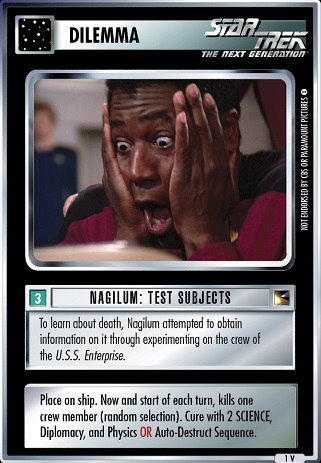 DILEMMA
STAR TREK
THE NEXT GENERATION®
NOT ENDORSED BY CBS OR PARAMOUNT PICTURES
3
NAGILUM: TEST SUBJECTS
To learn about death, Nagilum attempted to obtain
information on it through experimenting on the crew of
the U.S.S. Enterprise.
Place on ship. Now and start of each turn, kills one
crew member (random selection). Cure with 2 SCIENCE,
Diplomacy, and Physics OR Auto-Destruct Sequence.
1 V